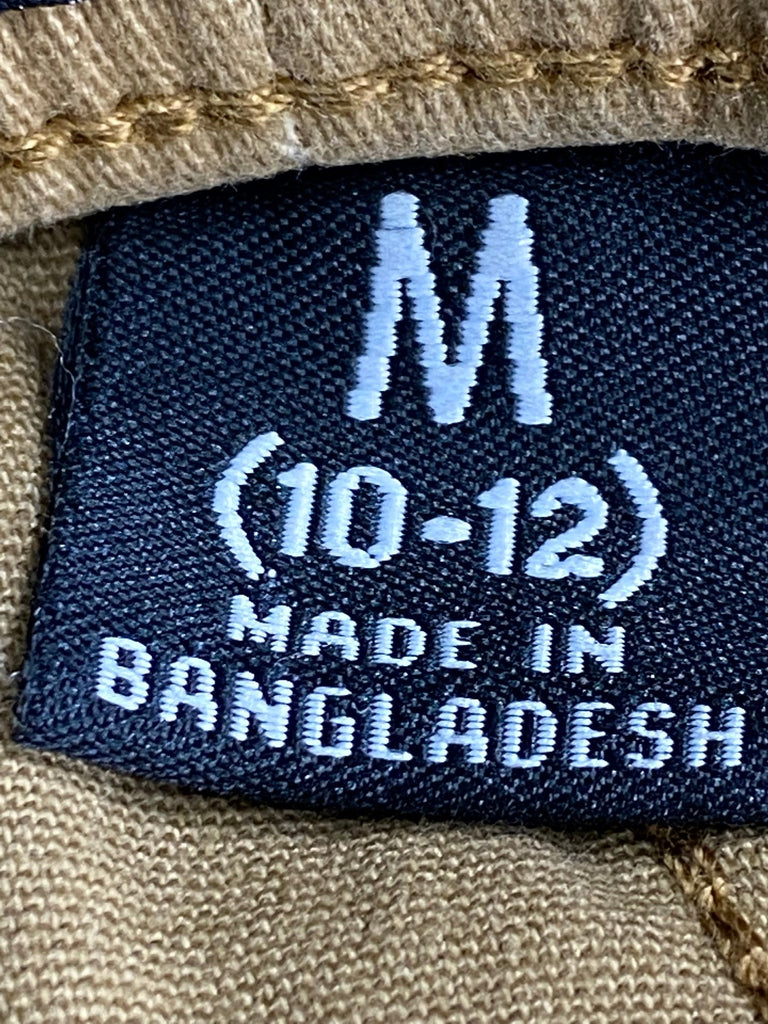 M
(10-12)
MADE IN
BANGLADESH